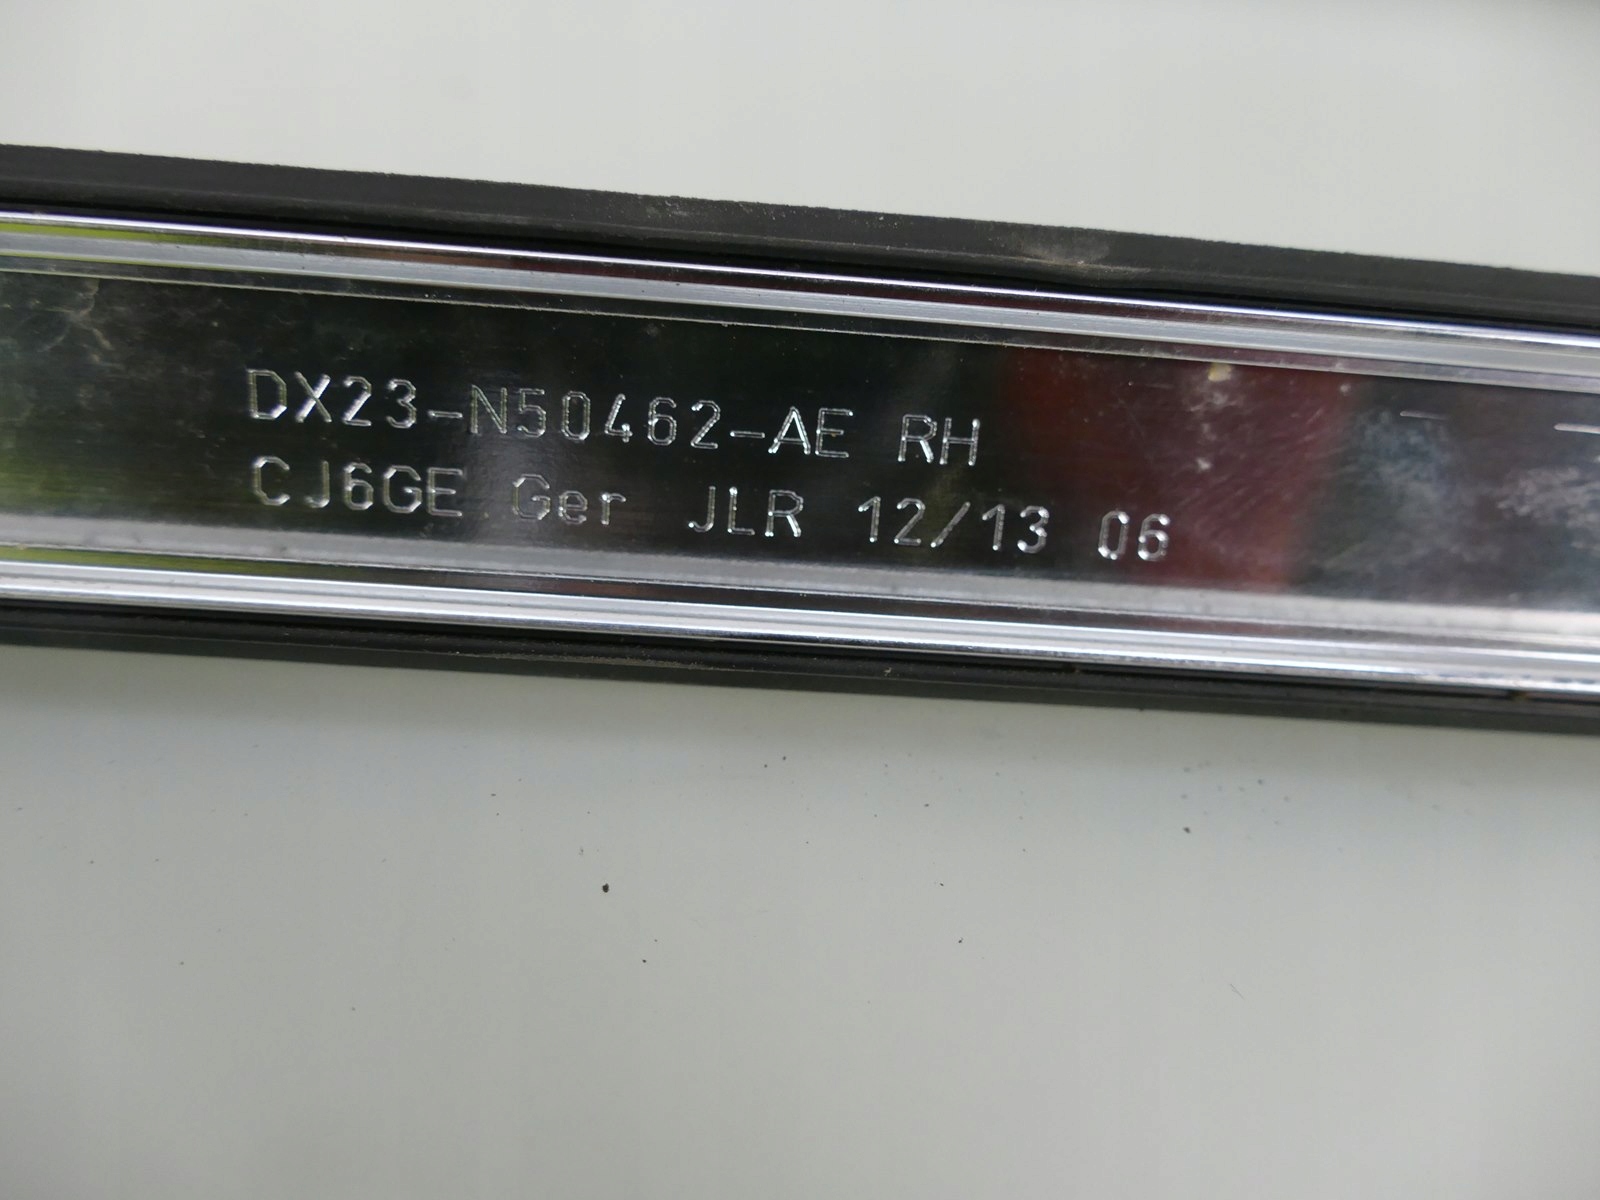 DX23-N50462-AE RH
CJ6GE Ger JLR 12/13 06